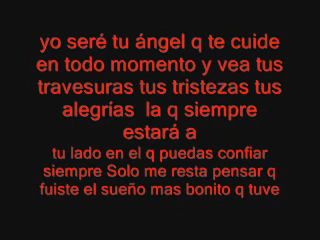 yo seré tu ángel q te cuide
en todo momento y vea tus
travesuras tus tristezas tus
alegrías la q siempre
estará a
tu lado en el q puedas confiar
siempre Solo me resta pensar q
fuiste el sueño mas bonito q tuve